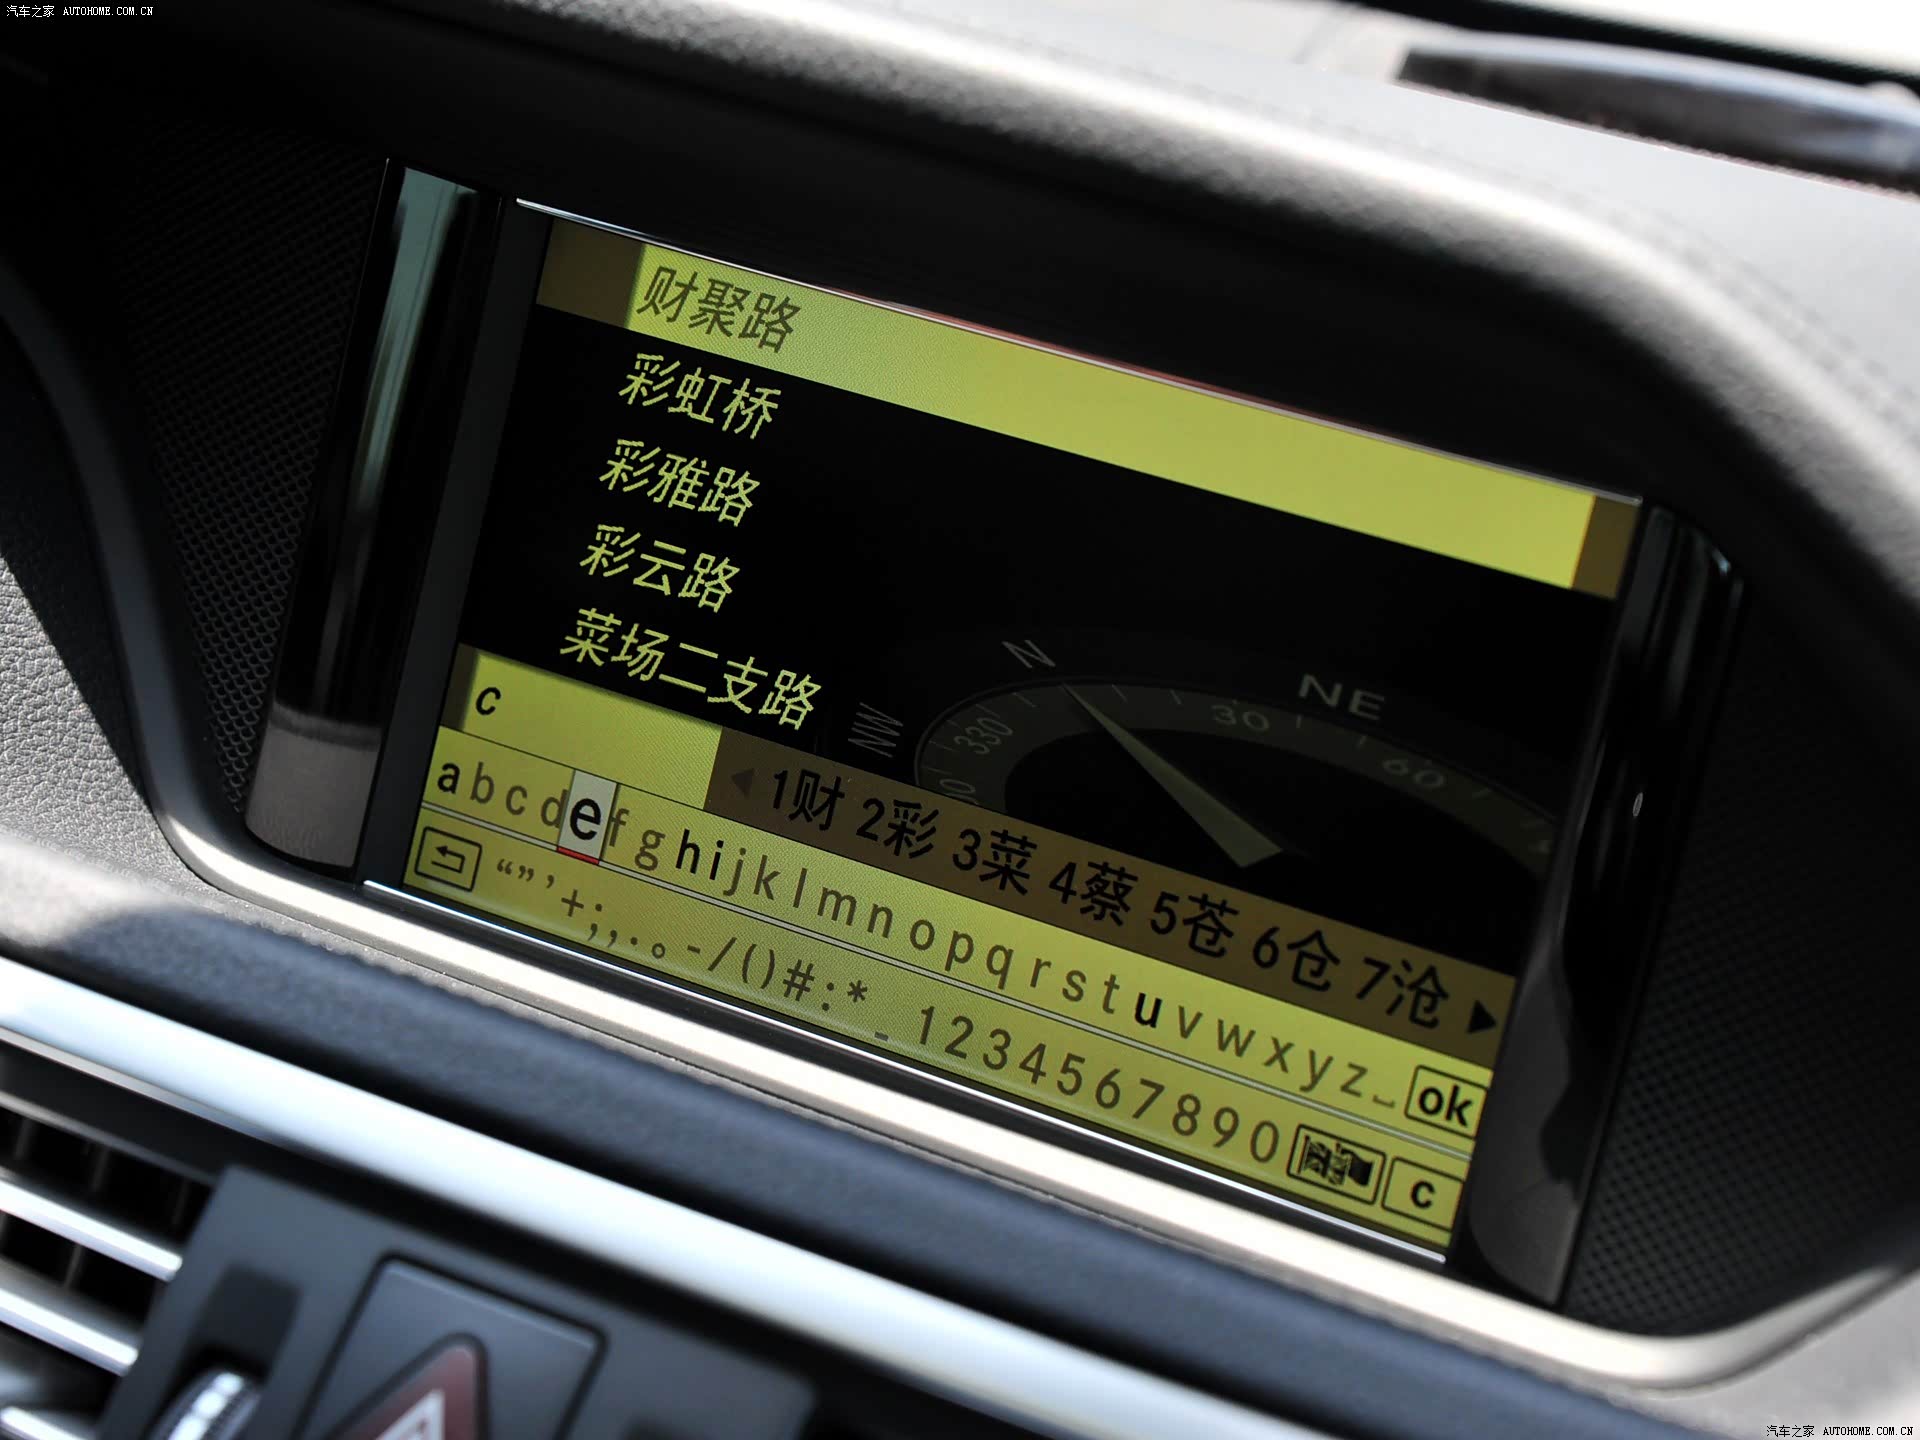 汽车之家 AUTOHOME.COM.CN
财聚路
彩虹桥
彩雅路
彩云路
菜场二支路
NW N NE
330 30 60
c
1财 2彩 3菜 4蔡 5苍 6仓 7沧
abcdefghijklmnopqrstuvwxyz_ ok
“”’+;,.。-/()#:*_1234567890 c
汽车之家 AUTOHOME.COM.CN